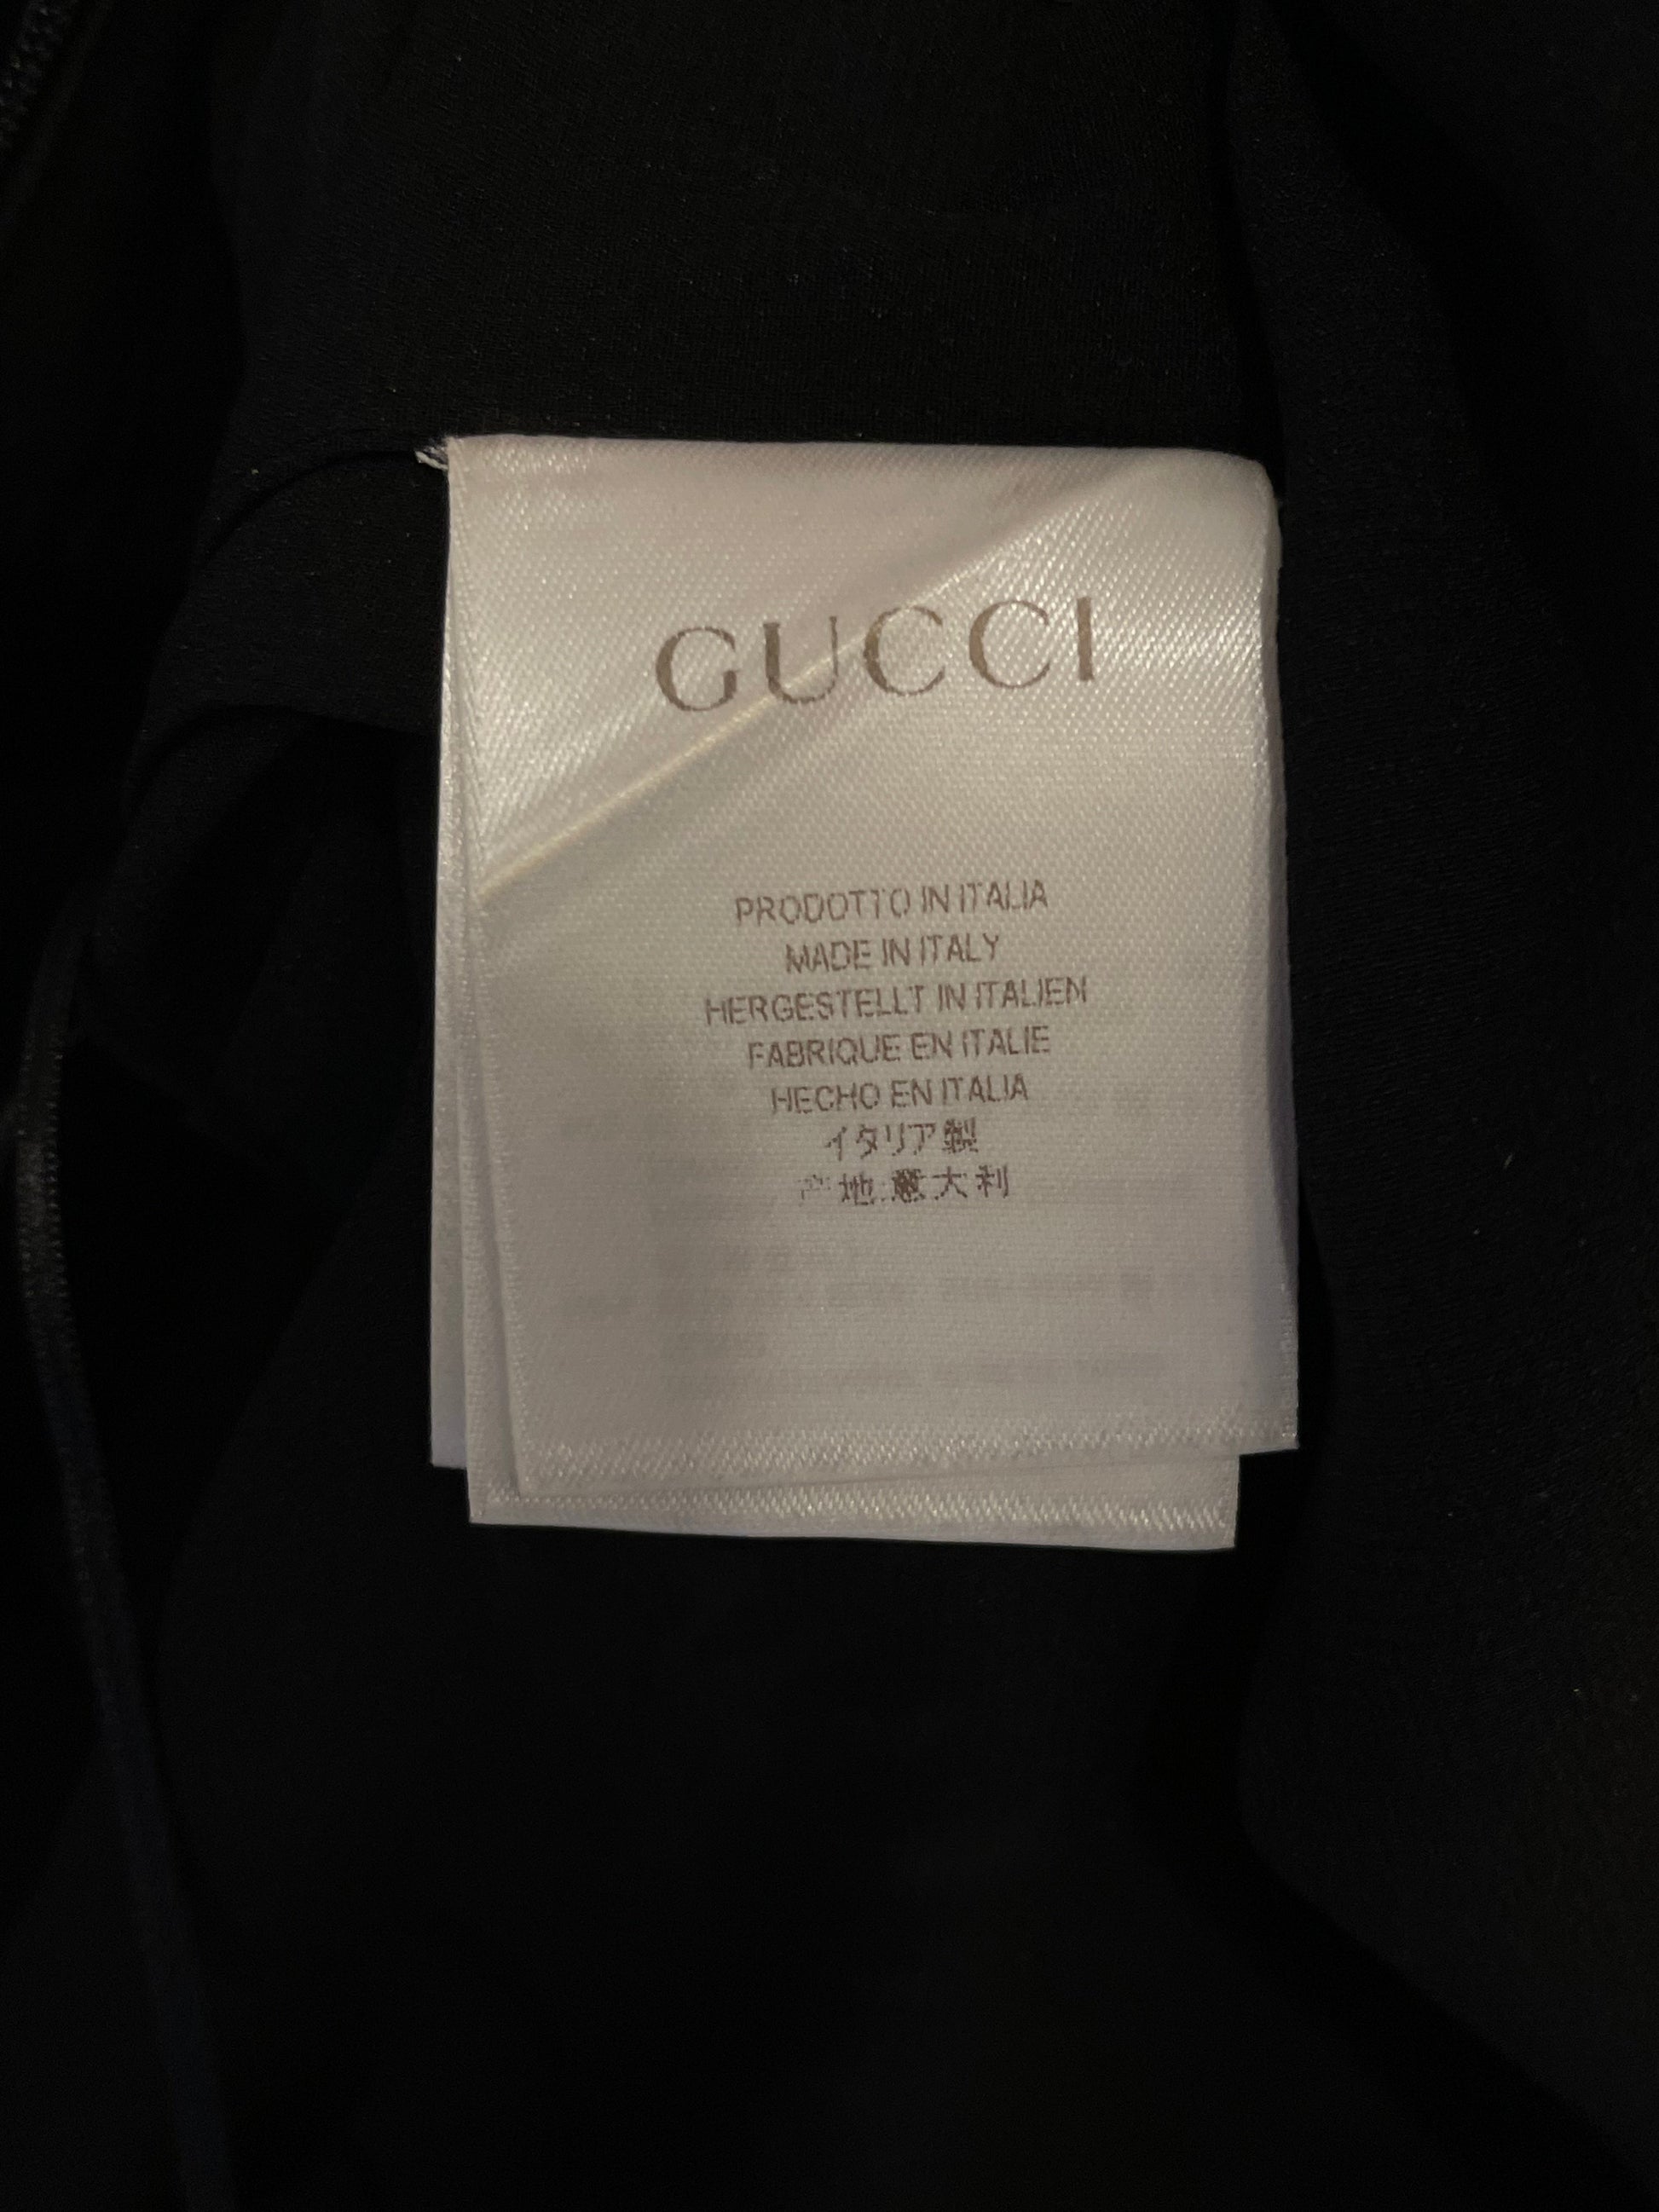 GUCCI
PRODOTTO IN ITALIA
MADE IN ITALY
HERGESTELLT IN ITALIEN
FABRIQUE EN ITALIE
HECHO EN ITALIA
イタリア製
产地:意大利